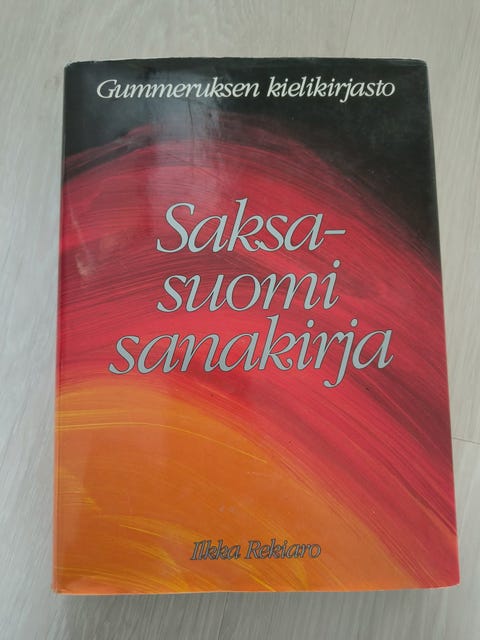 Gummeruksen kielikirjasto
Saksa-
suomi
sanakirja
Ilkka Rekiaro